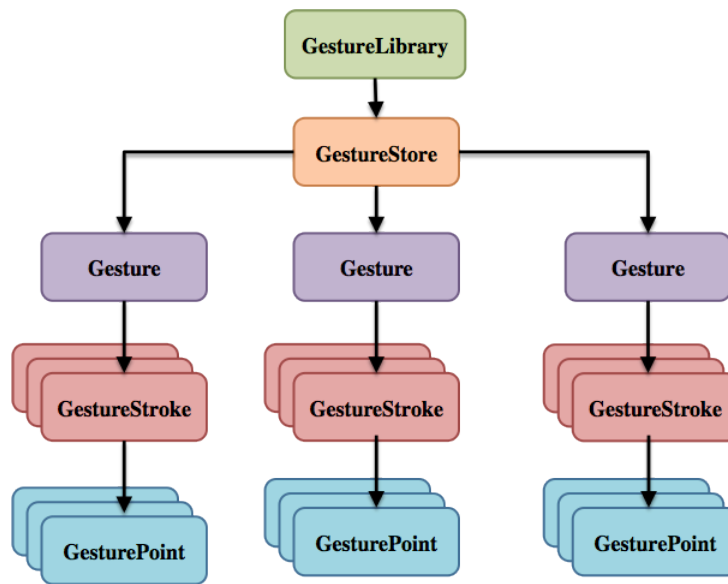 GestureLibrary
GestureStore
Gesture
Gesture
Gesture
GestureStroke
GestureStroke
GestureStroke
GesturePoint
GesturePoint
GesturePoint